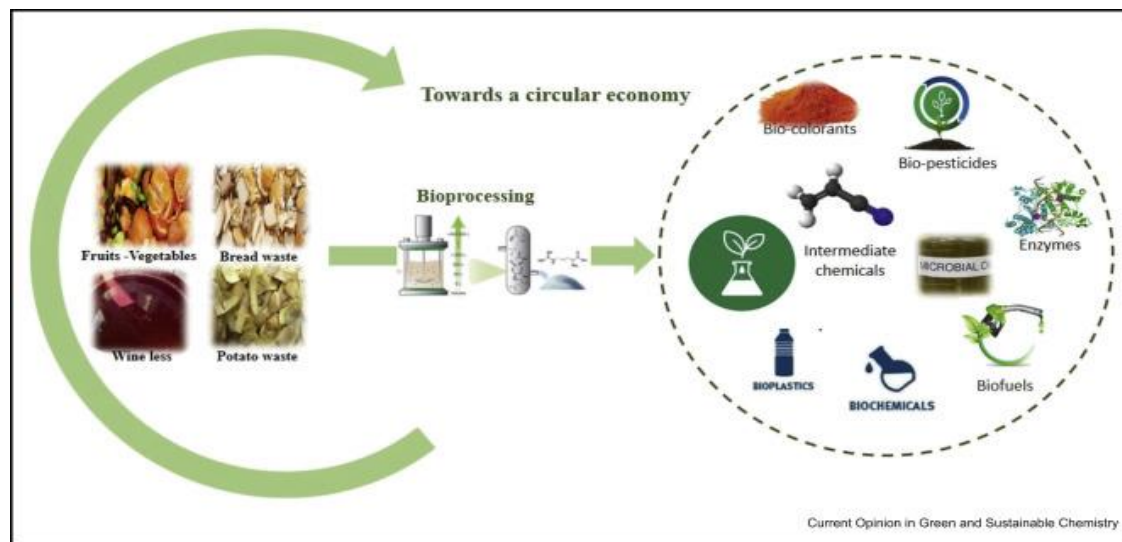 Towards a circular economy
Fruits -Vegetables
Bread waste
Wine less
Potato waste
Bioprocessing
Bio-colorants
Bio-pesticides
Intermediate
chemicals
Enzymes
MICROBIAL
BIOPLASTICS
BIOCHEMICALS
Biofuels
Current Opinion in Green and Sustainable Chemistry